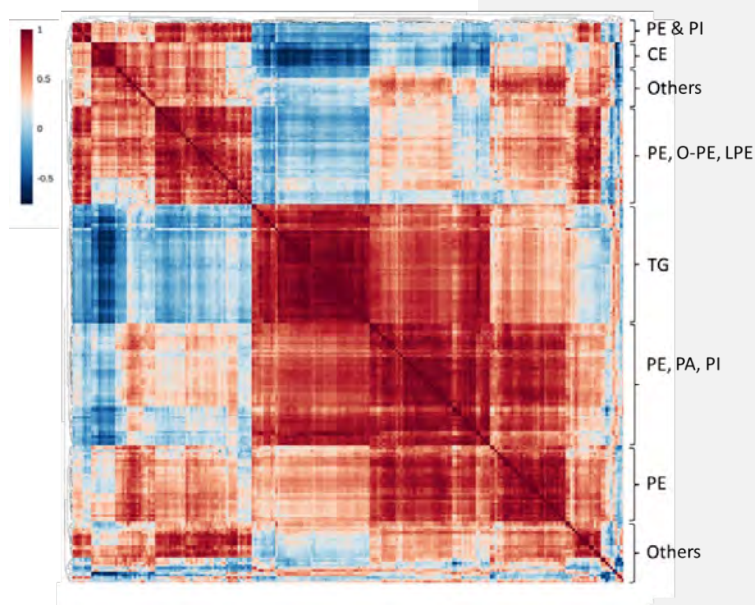 1
0.5
0
-0.5
PE & PI
CE
Others
PE, O-PE, LPE
TG
PE, PA, PI
PE
Others